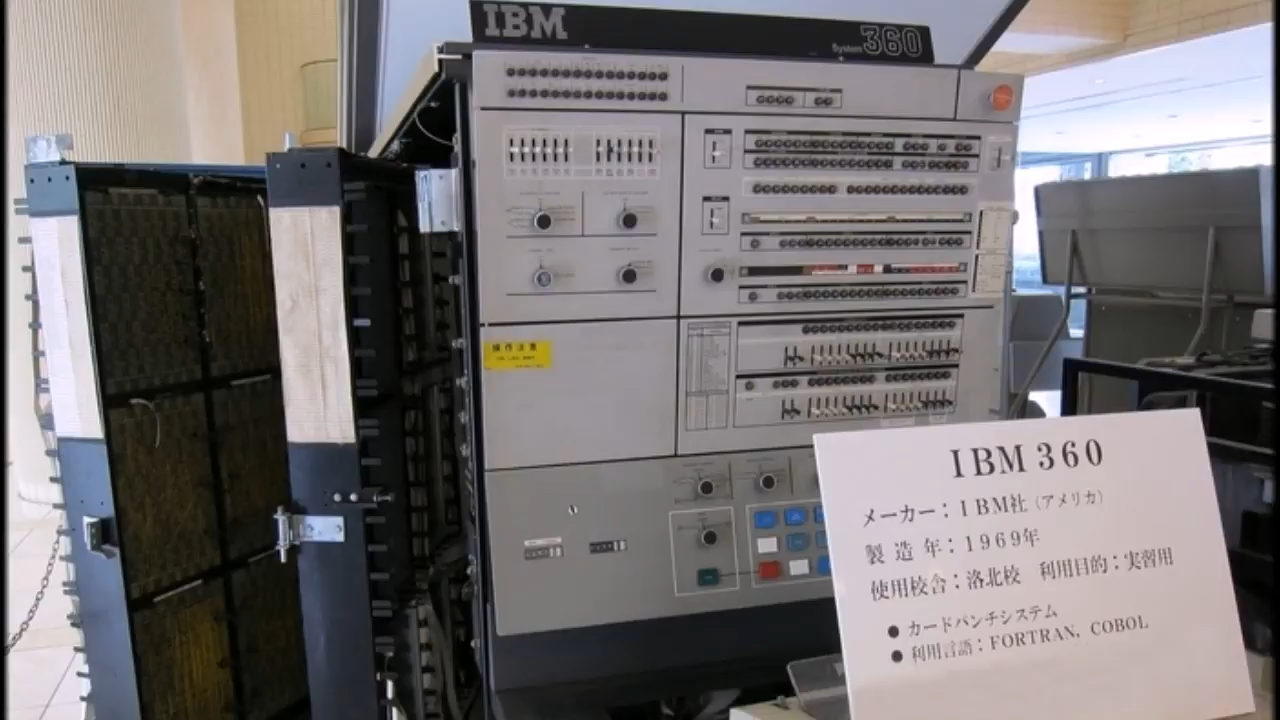 IBM
System 360
操作注意
IBM 360
メーカー：IBM社（アメリカ）
製造年：1969年
使用校舎：洛北校 利用目的：実習用
● カードパンチシステム
● 利用言語：FORTRAN, COBOL